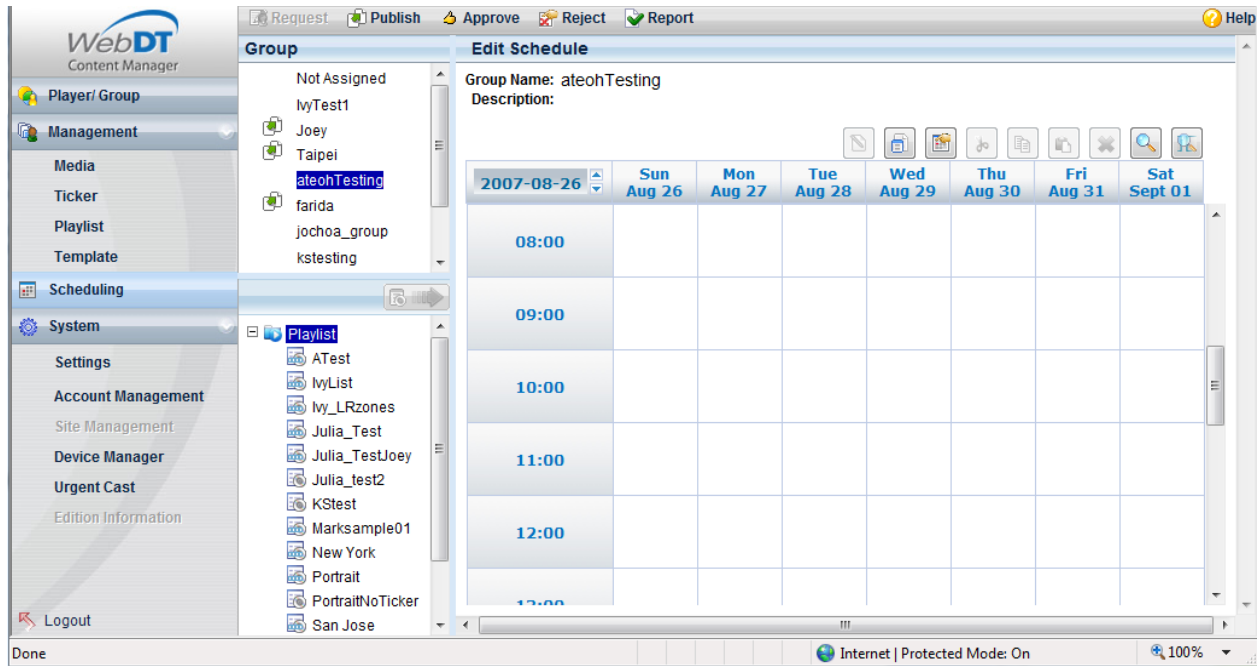 WebDT
Content Manager
Player/ Group
Management
Media
Ticker
Playlist
Template
Scheduling
System
Settings
Account Management
Site Management
Device Manager
Urgent Cast
Edition Information
Logout
Request Publish Approve Reject Report Help
Group
Not Assigned
IvyTest1
Joey
Taipei
ateohTesting
farida
jochoa_group
kstesting
Playlist
ATest
IvyList
Ivy_LRzones
Julia_Test
Julia_TestJoey
Julia_test2
KStest
Marksample01
New York
Portrait
PortraitNoTicker
San Jose
Edit Schedule
Group Name: ateohTesting
Description:
2007-08-26 Sun Mon Tue Wed Thu Fri Sat
Aug 26 Aug 27 Aug 28 Aug 29 Aug 30 Aug 31 Sept 01
08:00
09:00
10:00
11:00
12:00
13:00
Done Internet | Protected Mode: On 100%